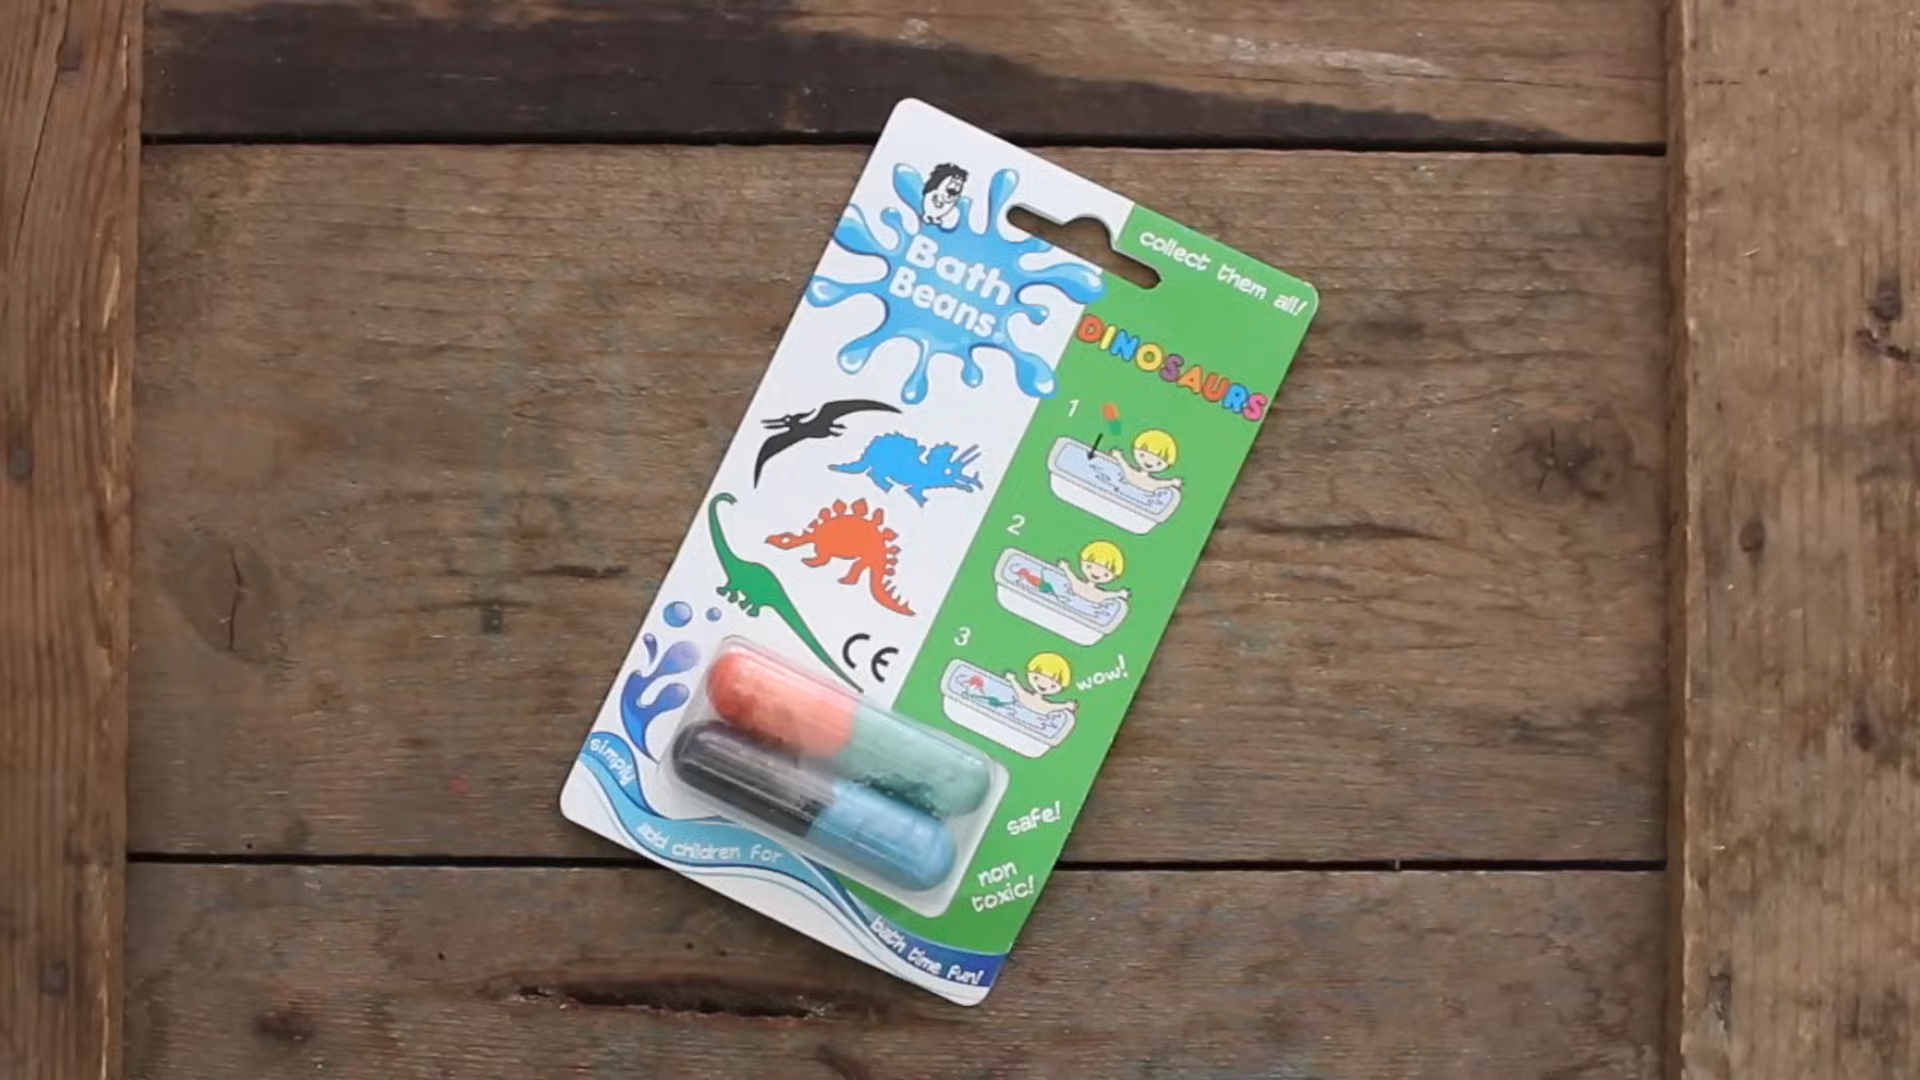 Bath
Beans
collect them all!
DINOSAURS
1
2
3
wow!
CE
safe!
non
toxic!
simply
add children for
bath time fun!